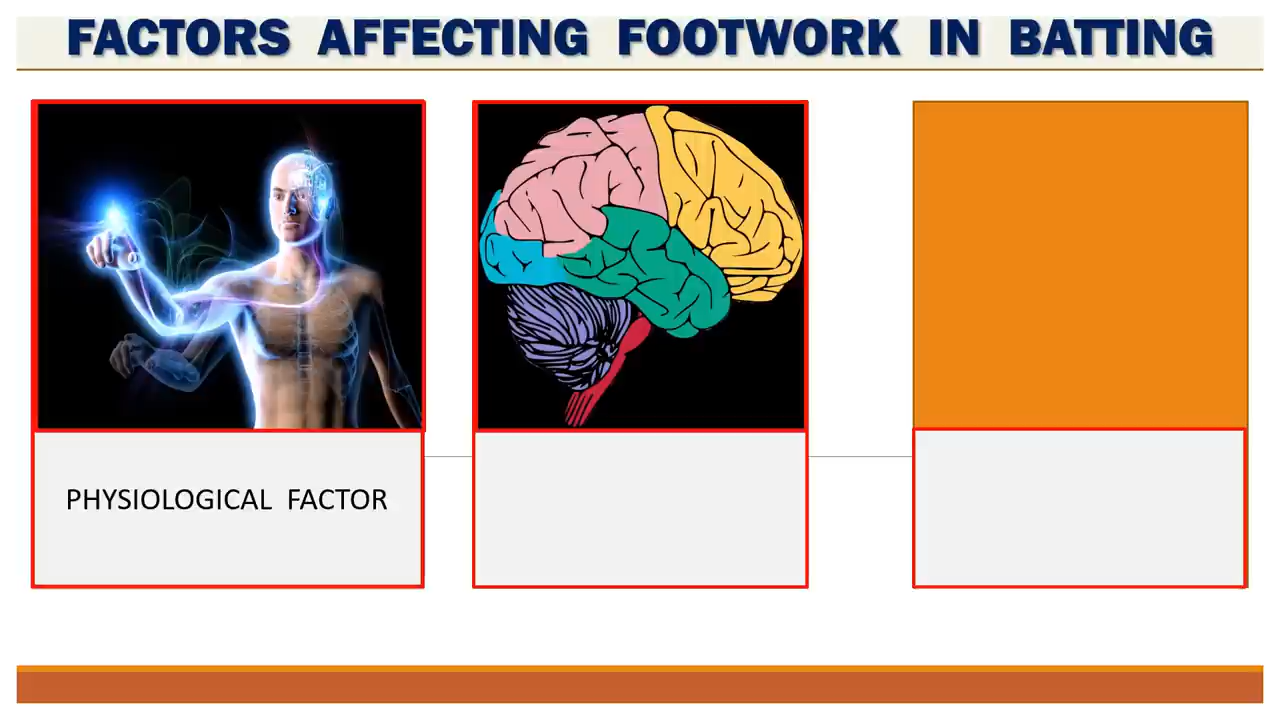 FACTORS AFFECTING FOOTWORK IN BATTING
PHYSIOLOGICAL FACTOR